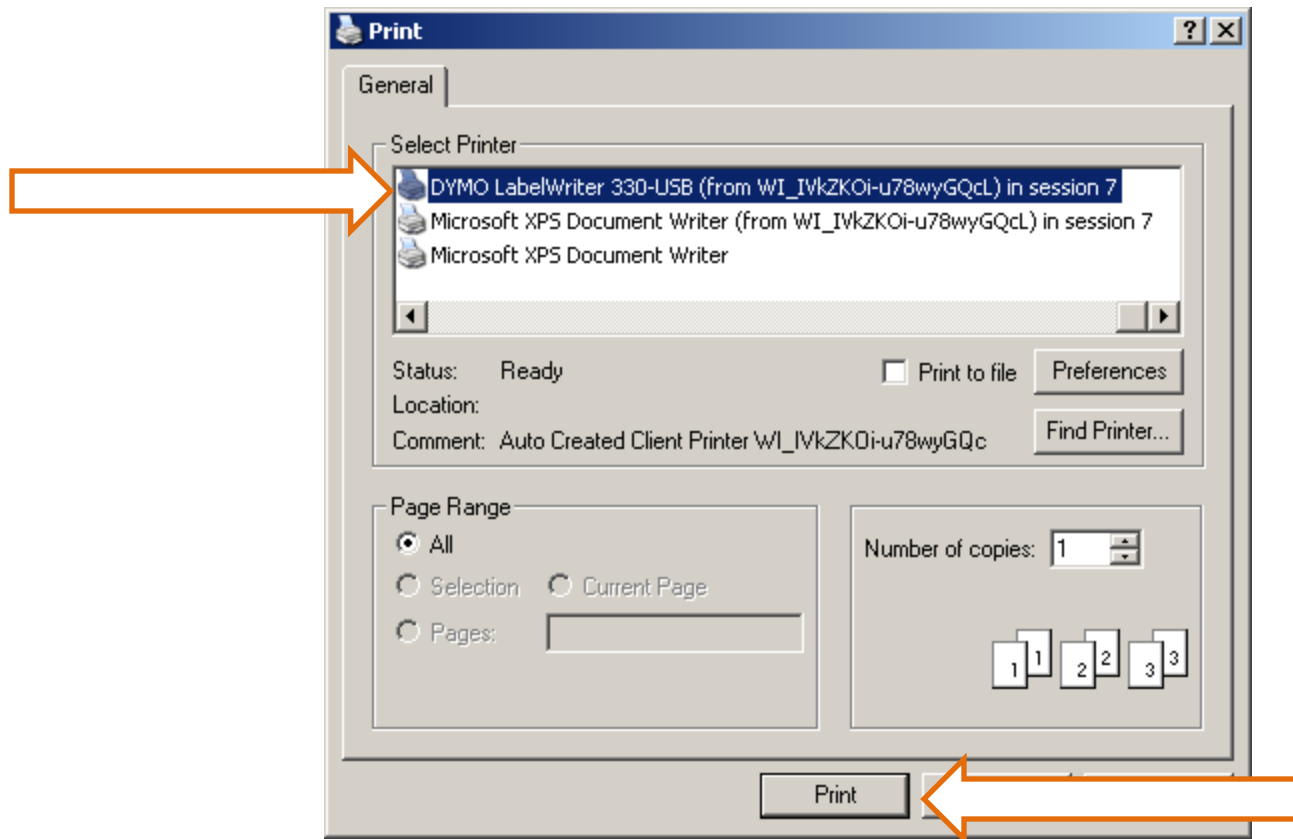 Print
General
Select Printer
DYMO LabelWriter 330-USB (from WI_IVkZKOi-u78wyGQcL) in session 7
Microsoft XPS Document Writer (from WI_IVkZKOi-u78wyGQcL) in session 7
Microsoft XPS Document Writer
Status: Ready
Print to file Preferences
Location:
Comment: Auto Created Client Printer WI_IVkZKOi-u78wyGQc
Find Printer...
Page Range
All
Number of copies: 1
Selection Current Page
Pages:
1 1 2 2 3 3
Print